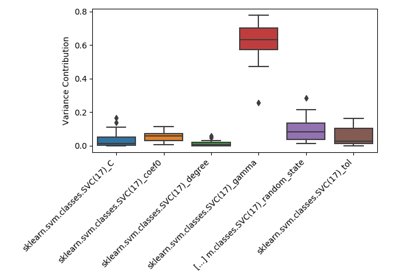 0.8
0.6
0.4
0.2
0.0
Variance Contribution
sklearn.svm.classes.SVC(17)_C
sklearn.svm.classes.SVC(17)_coef0
sklearn.svm.classes.SVC(17)_degree
sklearn.svm.classes.SVC(17)_gamma
[...] m.classes.SVC(17)_random_state
sklearn.svm.classes.SVC(17)_tol